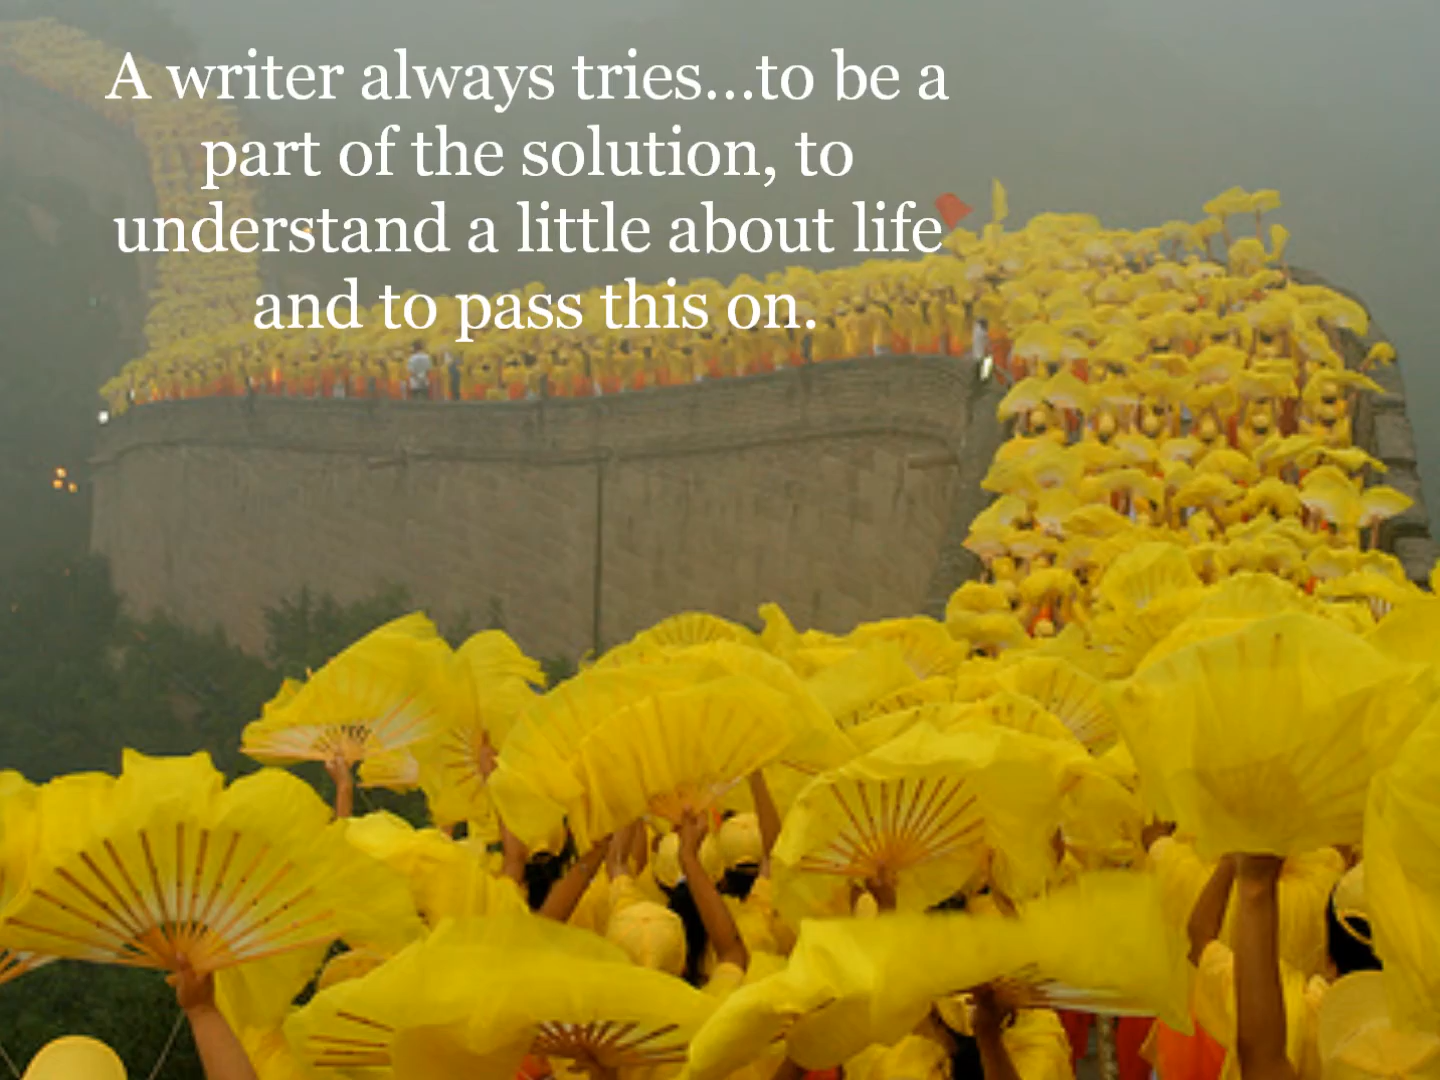 A writer always tries...to be a
part of the solution, to
understand a little about life
and to pass this on.